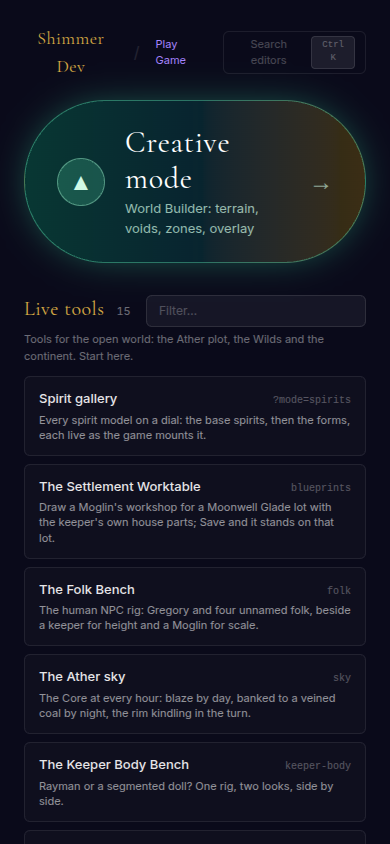 Shimmer
Dev
/
Play
Game
Search
editors
Ctrl
K
Creative
mode
World Builder: terrain,
voids, zones, overlay
→
Live tools 15 Filter...
Tools for the open world: the Ather plot, the Wilds and the
continent. Start here.
Spirit gallery ?mode=spirits
Every spirit model on a dial: the base spirits, then the forms,
each live as the game mounts it.
The Settlement Worktable blueprints
Draw a Moglin's workshop for a Moonwell Glade lot with
the keeper's own house parts; Save and it stands on that
lot.
The Folk Bench folk
The human NPC rig: Gregory and four unnamed folk, beside
a keeper for height and a Moglin for scale.
The Ather sky sky
The Core at every hour: blaze by day, banked to a veined
coal by night, the rim kindling in the turn.
The Keeper Body Bench keeper-body
Rayman or a segmented doll? One rig, two looks, side by
side.